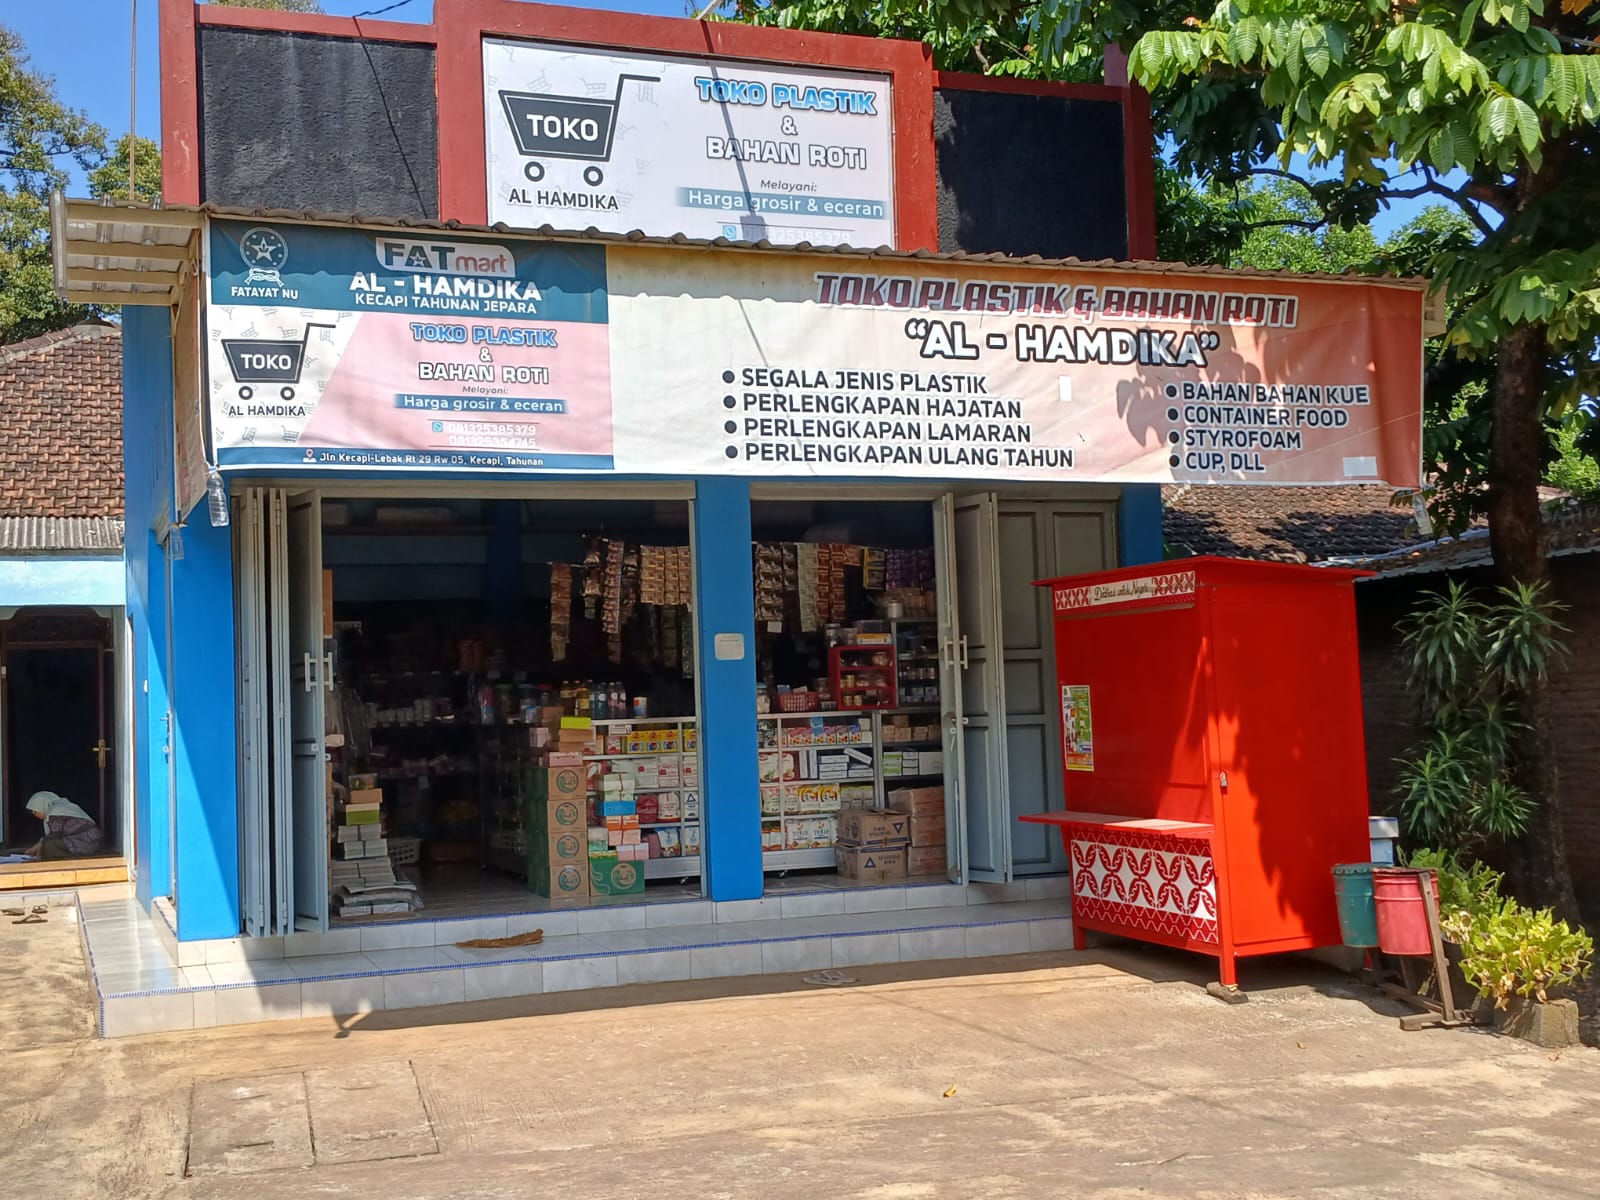 TOKO
AL HAMDIKA
TOKO PLASTIK
&
BAHAN ROTI
Melayani:
Harga grosir & eceran
081325385379
FATAYAT NU
FATmart
AL - HAMDIKA
KECAPI TAHUNAN JEPARA
TOKO
AL HAMDIKA
TOKO PLASTIK
&
BAHAN ROTI
Melayani:
Harga grosir & eceran
081325385379
081326354745
Jln Kecapi-Lebak Rt 29 Rw 05, Kecapi, Tahunan
TOKO PLASTIK & BAHAN ROTI
“AL - HAMDIKA”
● SEGALA JENIS PLASTIK
● PERLENGKAPAN HAJATAN
● PERLENGKAPAN LAMARAN
● PERLENGKAPAN ULANG TAHUN
● BAHAN BAHAN KUE
● CONTAINER FOOD
● STYROFOAM
● CUP, DLL